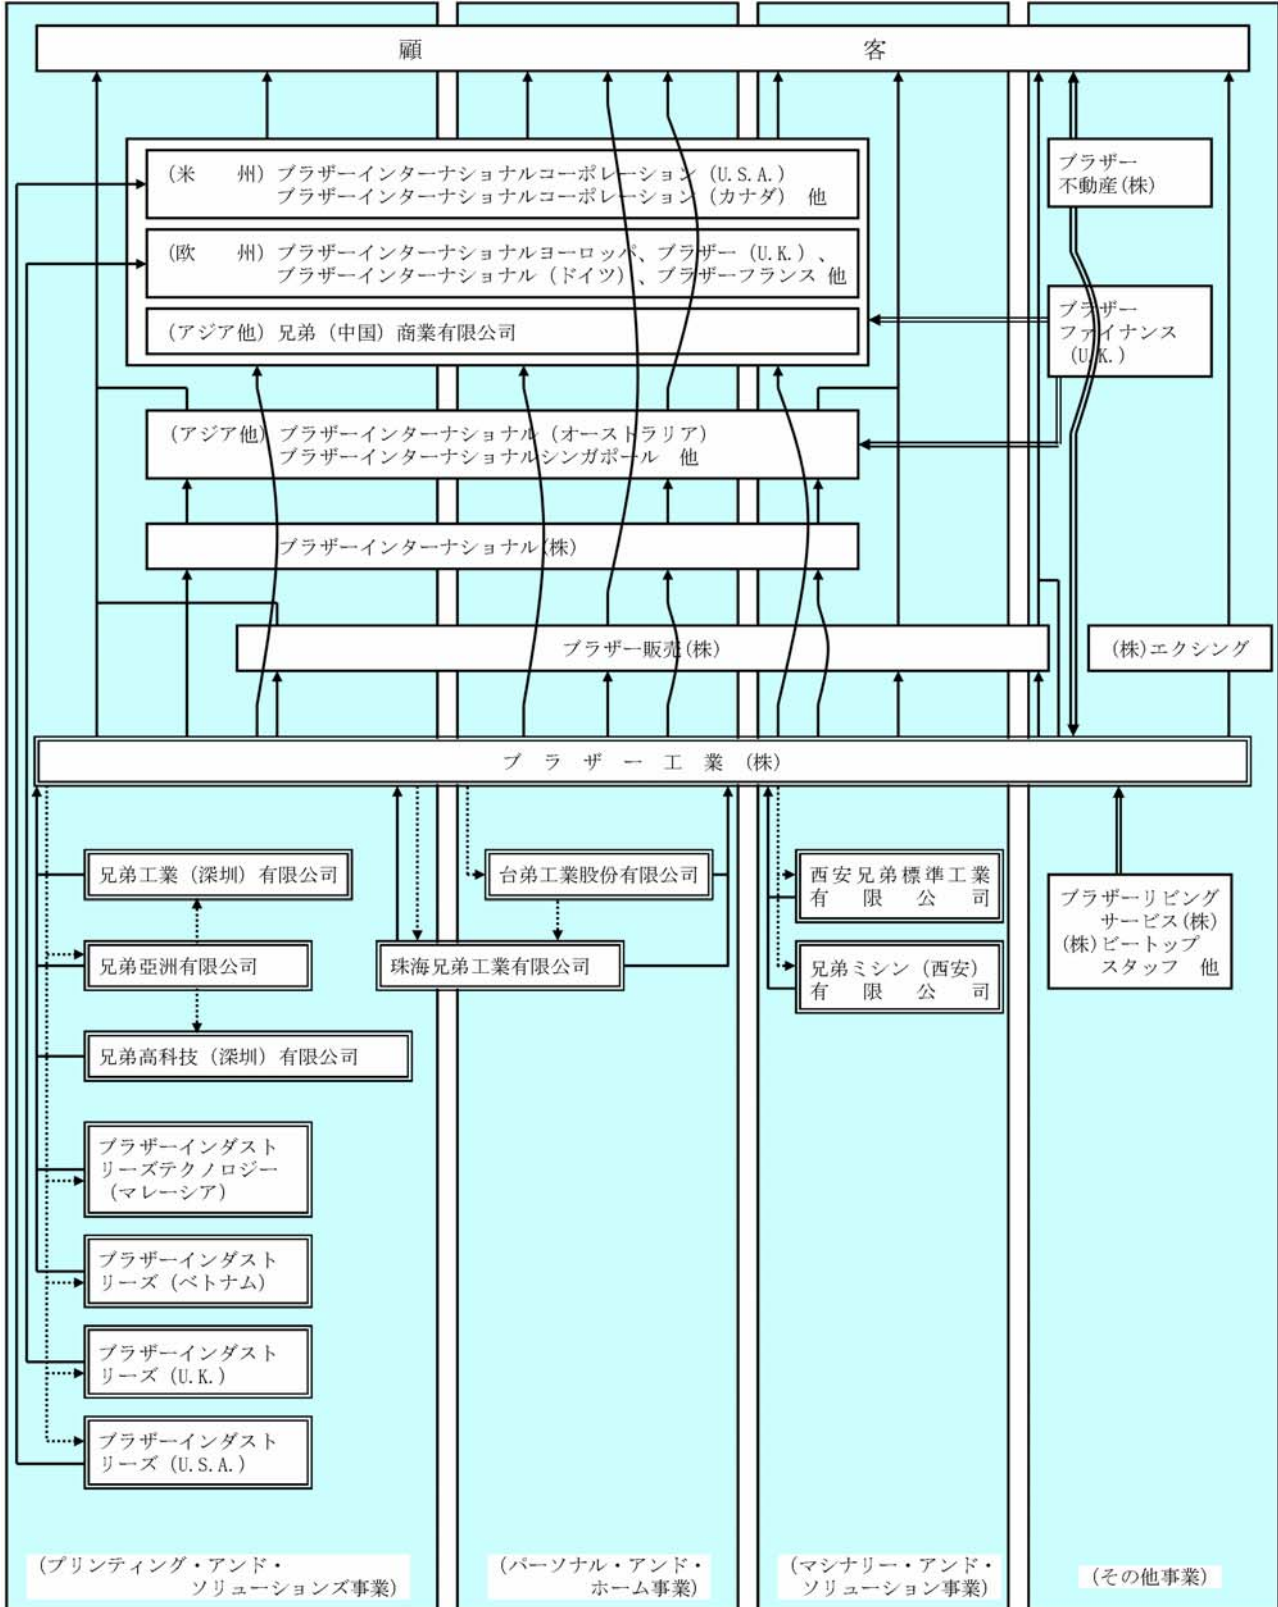 顧 客
(米 州) ブラザーインターナショナルコーポレーション (U.S.A.)
ブラザーインターナショナルコーポレーション (カナダ) 他
(欧 州) ブラザーインターナショナルヨーロッパ、ブラザー (U.K.) 、
ブラザーインターナショナル (ドイツ) 、ブラザーフランス 他
(アジア他) 兄弟 (中国) 商業有限公司
ブラザー
不動産(株)
ブラザー
ファイナンス
(U.K.)
(アジア他) ブラザーインターナショナル (オーストラリア)
ブラザーインターナショナルシンガポール 他
ブラザーインターナショナル(株)
ブラザー販売(株)
(株)エクシング
ブ ラ ザ ー 工 業 (株)
兄弟工業 (深圳) 有限公司
兄弟亞洲有限公司
兄弟高科技 (深圳) 有限公司
ブラザーインダスト
リーズテクノロジー
(マレーシア)
ブラザーインダスト
リーズ (ベトナム)
ブラザーインダスト
リーズ (U.K.)
ブラザーインダスト
リーズ (U.S.A.)
台弟工業股份有限公司
珠海兄弟工業有限公司
西安兄弟標準工業
有 限 公 司
兄弟ミシン (西安)
有 限 公 司
ブラザーリビング
サービス(株)
(株)ビートップ
スタッフ 他
(プリンティング・アンド・
ソリューションズ事業)
(パーソナル・アンド・
ホーム事業)
(マシナリー・アンド・
ソリューション事業)
(その他事業)